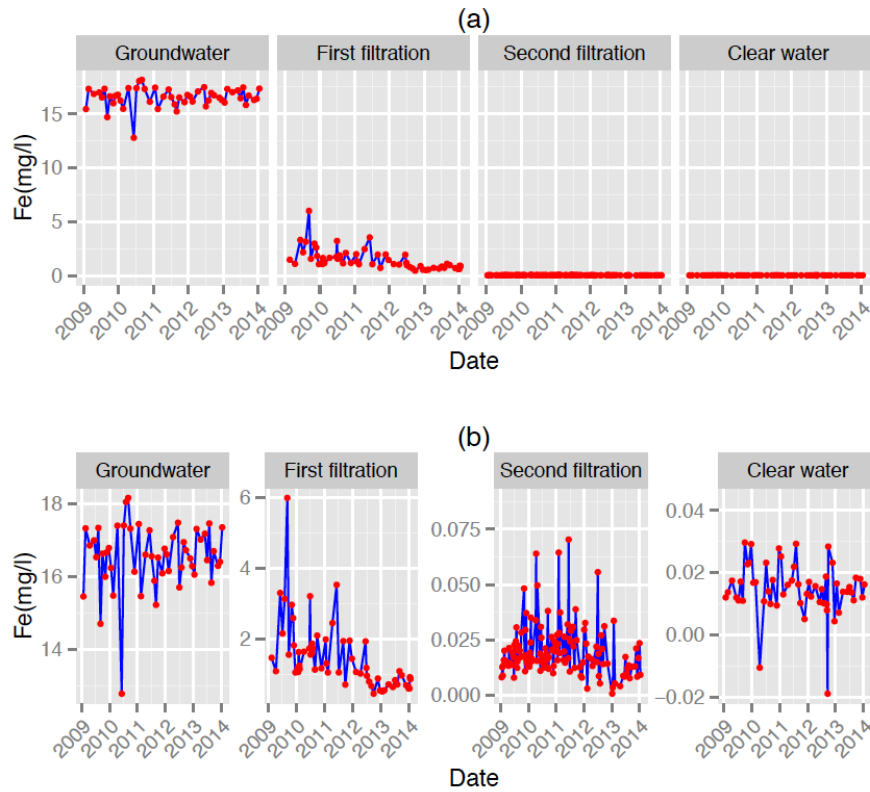 (a)
Groundwater First filtration Second filtration Clear water
15
10
5
0
Fe(mg/l)
2009 2010 2011 2012 2013 2014 2009 2010 2011 2012 2013 2014 2009 2010 2011 2012 2013 2014 2009 2010 2011 2012 2013 2014
Date
(b)
Groundwater First filtration Second filtration Clear water
18
16
14
Fe(mg/l)
6
4
2
0.075
0.050
0.025
0.000
0.04
0.02
0.00
−0.02
2009 2010 2011 2012 2013 2014 2009 2010 2011 2012 2013 2014 2009 2010 2011 2012 2013 2014 2009 2010 2011 2012 2013 2014
Date